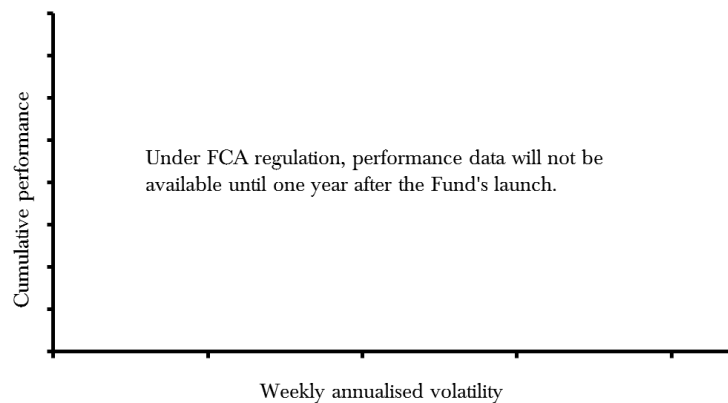 Cumulative performance
Under FCA regulation, performance data will not be
available until one year after the Fund's launch.
Weekly annualised volatility